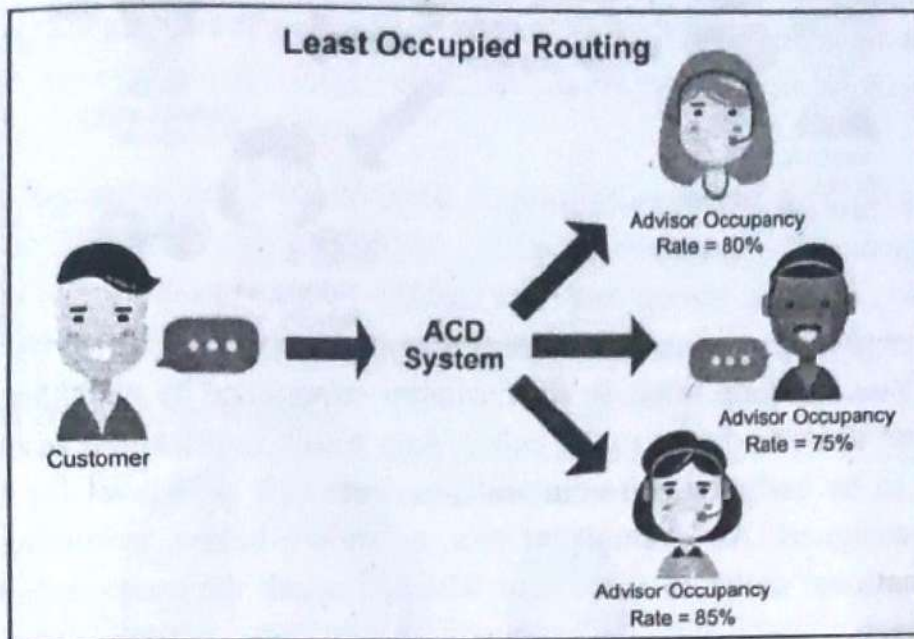 Least Occupied Routing
Advisor Occupancy
Rate = 80%
ACD
System
Customer
Advisor Occupancy
Rate = 75%
Advisor Occupancy
Rate = 85%